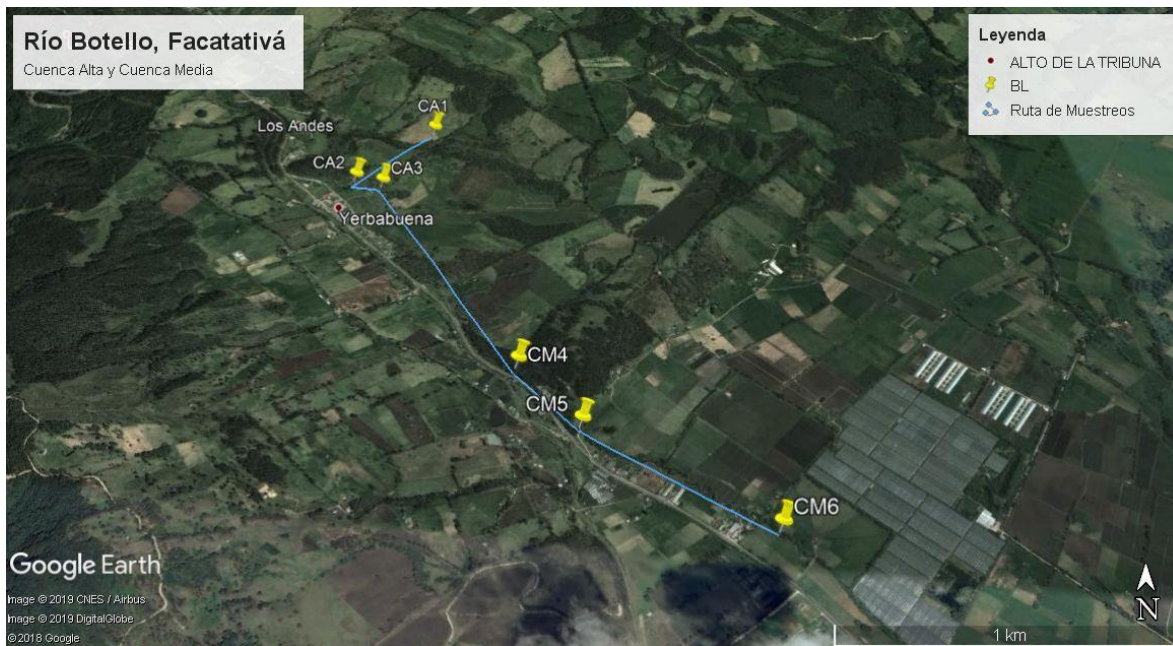 Río Botello, Facatativá
Cuenca Alta y Cuenca Media
Leyenda
ALTO DE LA TRIBUNA
BL
Ruta de Muestreos
CA1
Los Andes
CA2
CA3
Yerbabuena
CM4
CM5
CM6
Google Earth
Image © 2019 CNES / Airbus
Image © 2019 DigitalGlobe
©2018 Google
N
1 km